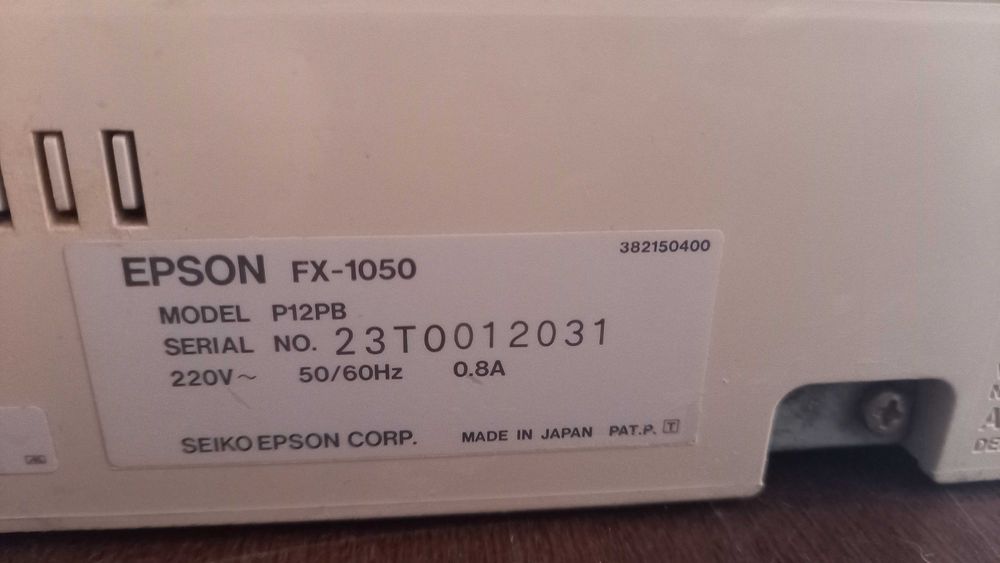 382150400
EPSON FX-1050
MODEL P12PB
SERIAL NO. 23T0012031
220V~ 50/60Hz 0.8A
SEIKO EPSON CORP. MADE IN JAPAN PAT.P. T